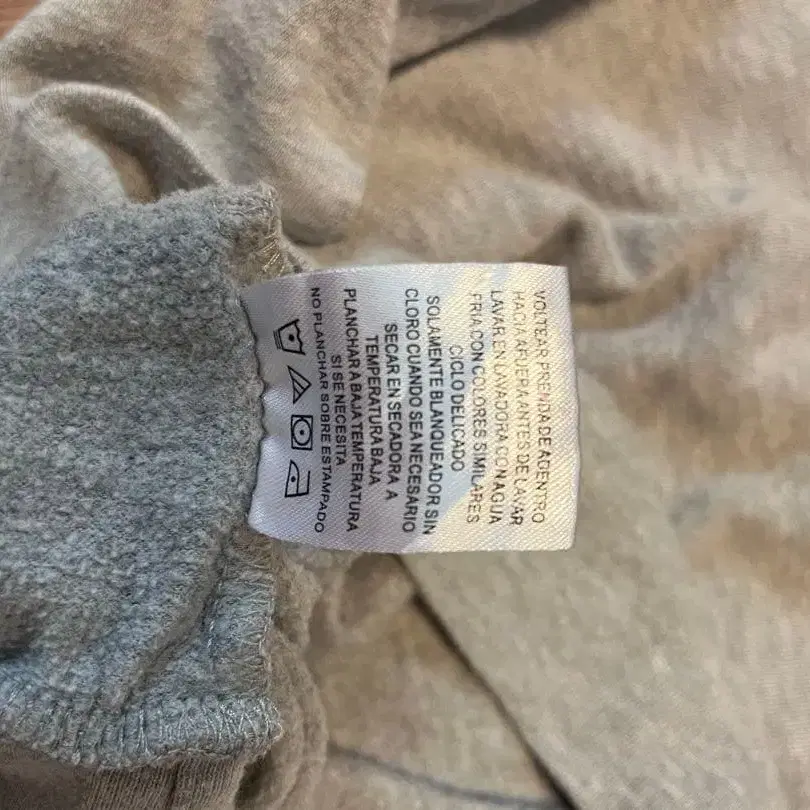 VOLTEAR PRENDA DE ADENTRO
HACIA AFUERA ANTES DE LAVAR
LAVAR EN LAVADORA CON AGUA
FRIA CON COLORES SIMILARES
CICLO DELICADO
SOLAMENTE BLANQUEADOR SIN
CLORO CUANDO SEA NECESARIO
SECAR EN SECADORA A
TEMPERATURA BAJA
PLANCHAR A BAJA TEMPERATURA
SI SE NECESITA
NO PLANCHAR SOBRE ESTAMPADO